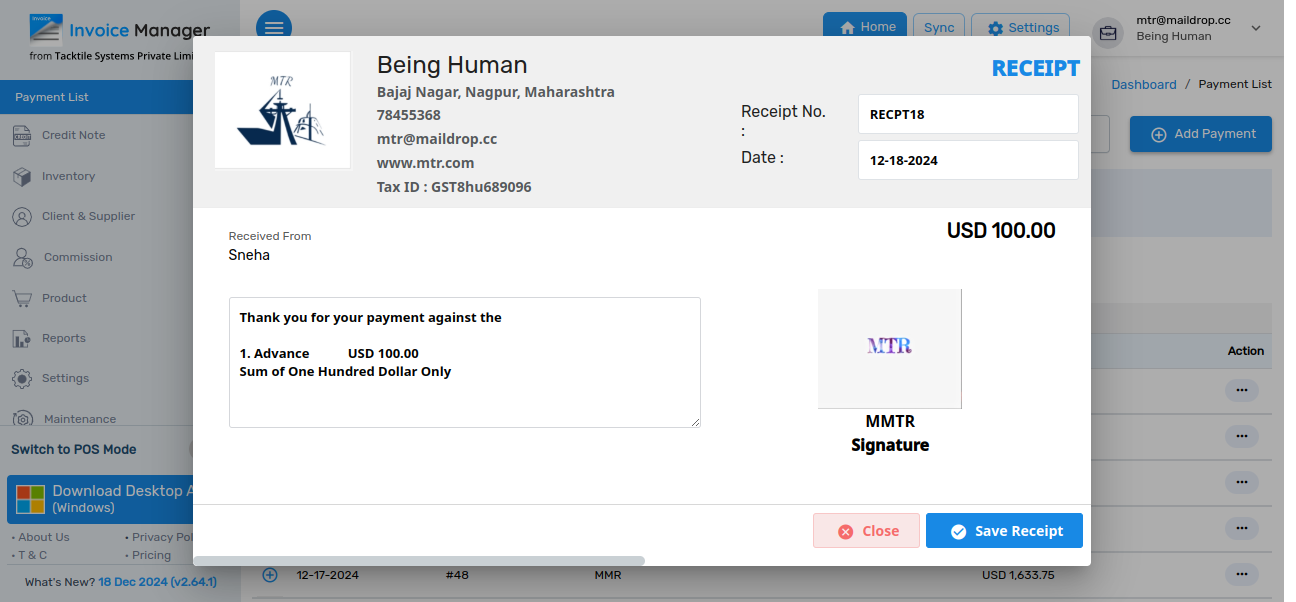 Invoice
Invoice Manager
from Tacktile Systems Private Limi
Home
Sync
Settings
mtr@maildrop.cc
Being Human
Dashboard / Payment List
Add Payment
Payment List
Credit Note
Inventory
Client & Supplier
Commission
Product
Reports
Settings
Maintenance
Switch to POS Mode
Download Desktop A
(Windows)
• About Us
• Privacy Pol
• T & C
• Pricing
What's New? 18 Dec 2024 (v2.64.1)
MTR
Being Human
Bajaj Nagar, Nagpur, Maharashtra
78455368
mtr@maildrop.cc
www.mtr.com
Tax ID : GST8hu689096
RECEIPT
Receipt No. :
RECPT18
Date :
12-18-2024
Received From
Sneha
USD 100.00
Thank you for your payment against the
1. Advance USD 100.00
Sum of One Hundred Dollar Only
MTR
MMTR
Signature
Close
Save Receipt
Action
12-17-2024 #48 MMR USD 1,633.75